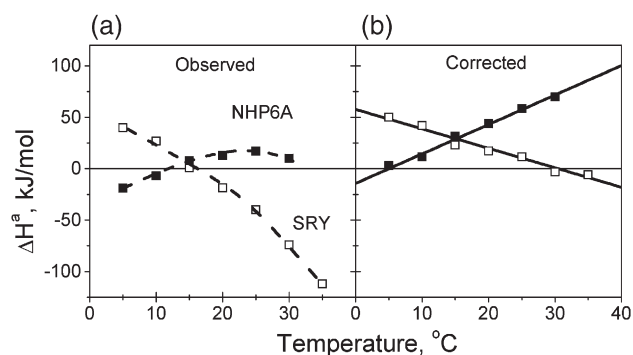 (a) (b)
Observed Corrected
NHP6A
SRY
ΔHᵃ, kJ/mol
100
50
0
-50
-100
0 10 20 30 0 10 20 30 40
Temperature, °C